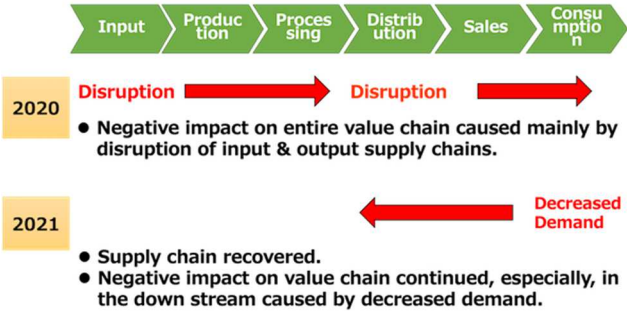 Input
Produc
tion
Proces
sing
Distrib
ution
Sales
Consu
mptio
n
2020
Disruption
Disruption
● Negative impact on entire value chain caused mainly by
disruption of input & output supply chains.
2021
Decreased
Demand
● Supply chain recovered.
● Negative impact on value chain continued, especially, in
the down stream caused by decreased demand.